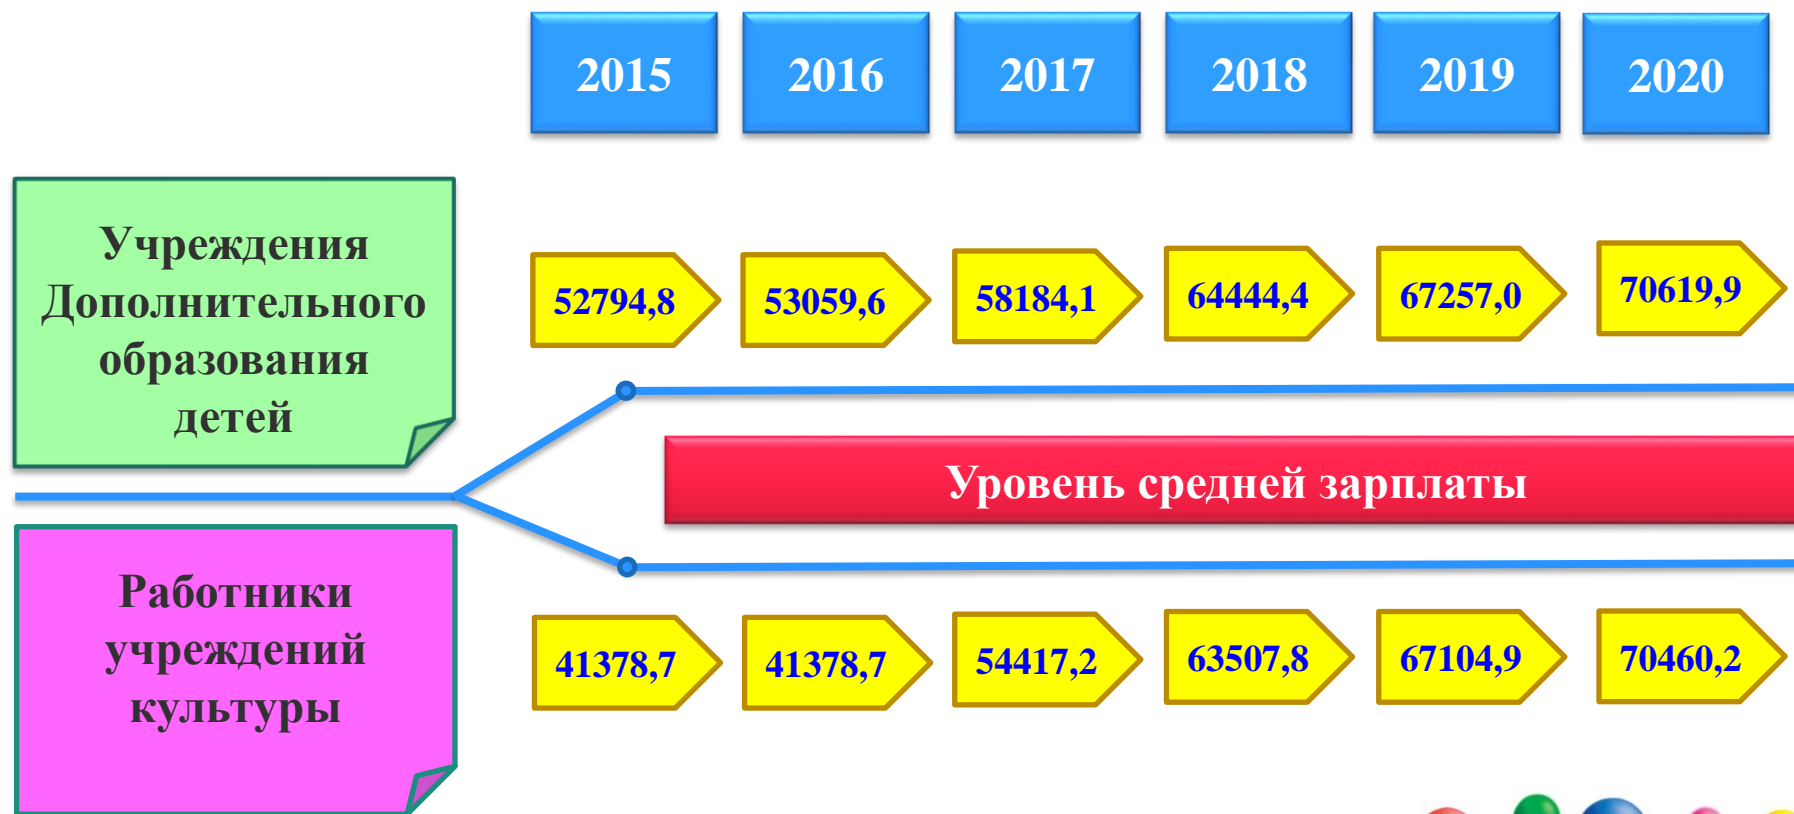 2015 2016 2017 2018 2019 2020
Учреждения
Дополнительного
образования
детей
52794,8 53059,6 58184,1 64444,4 67257,0 70619,9
Уровень средней зарплаты
Работники
учреждений
культуры
41378,7 41378,7 54417,2 63507,8 67104,9 70460,2